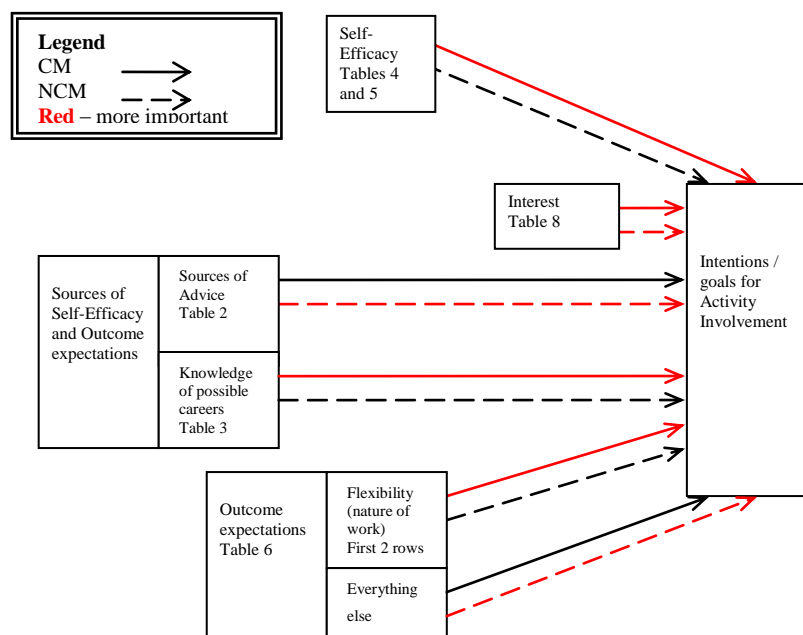 Legend
CM
NCM
Red – more important
Self-
Efficacy
Tables 4
and 5
Interest
Table 8
Intentions /
goals for
Activity
Involvement
Sources of
Self-Efficacy
and Outcome
expectations
Sources of
Advice
Table 2
Knowledge
of possible
careers
Table 3
Outcome
expectations
Table 6
Flexibility
(nature of
work)
First 2 rows
Everything
else